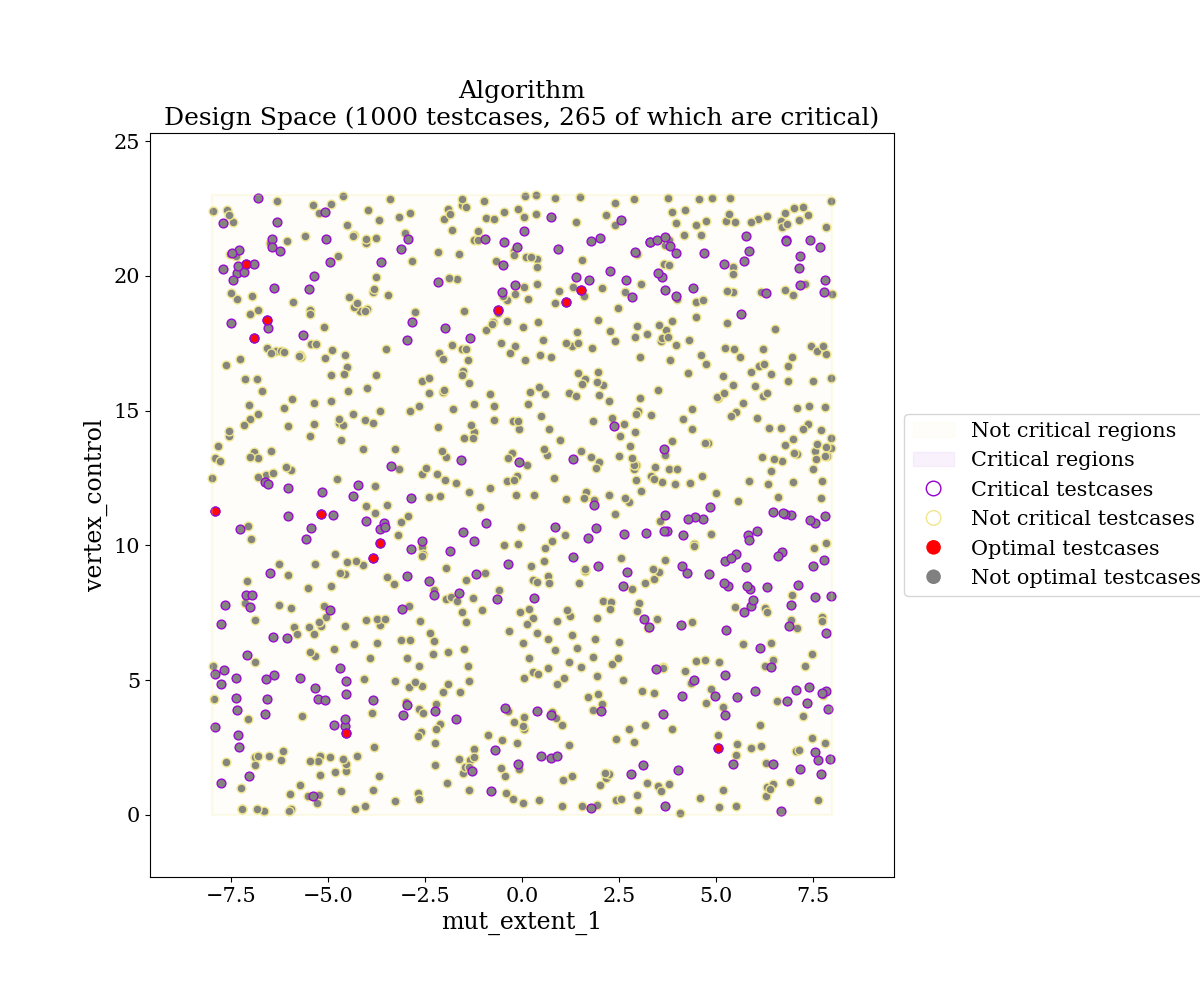 Algorithm
Design Space (1000 testcases, 265 of which are critical)
25
20
15
10
5
0
vertex_control
−7.5
−5.0
−2.5
0.0
2.5
5.0
7.5
mut_extent_1
Not critical regions
Critical regions
Critical testcases
Not critical testcases
Optimal testcases
Not optimal testcases